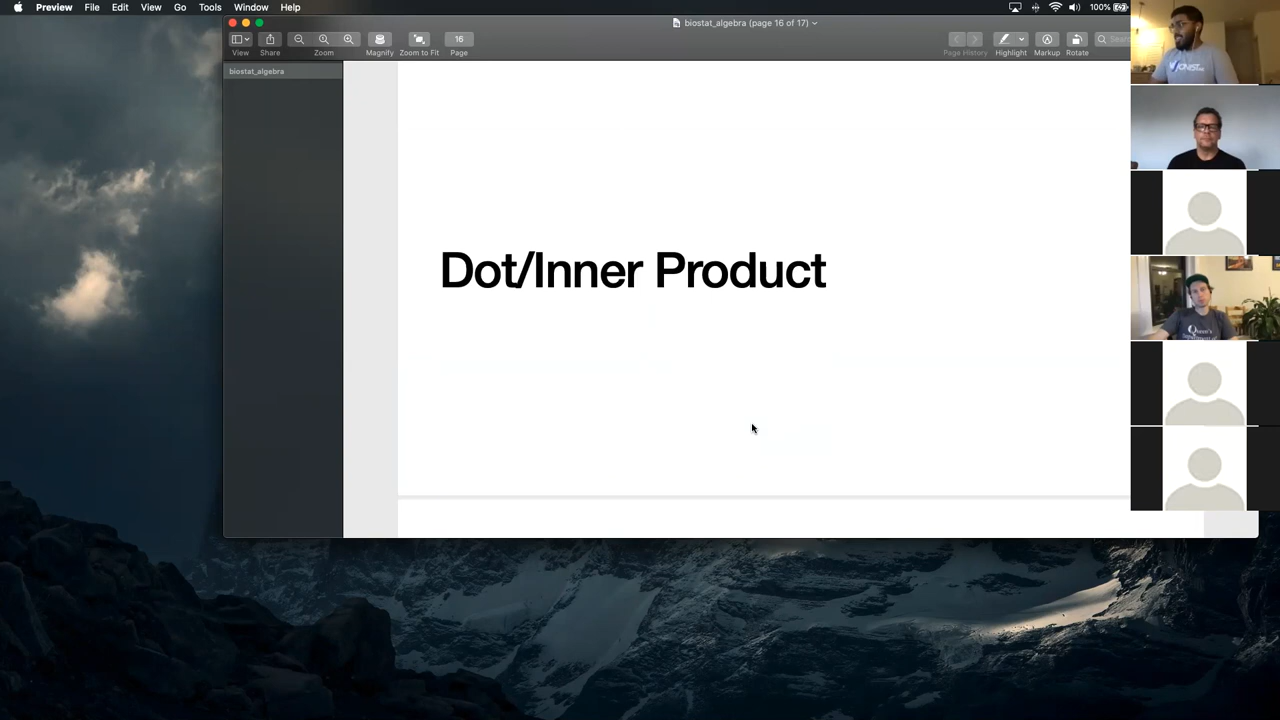 Preview File Edit View Go Tools Window Help
100%
biostat_algebra (page 16 of 17)
16
View Share Zoom Magnify Zoom to Fit Page Page History Highlight Markup Rotate
biostat_algebra
Dot/Inner Product
Queen's